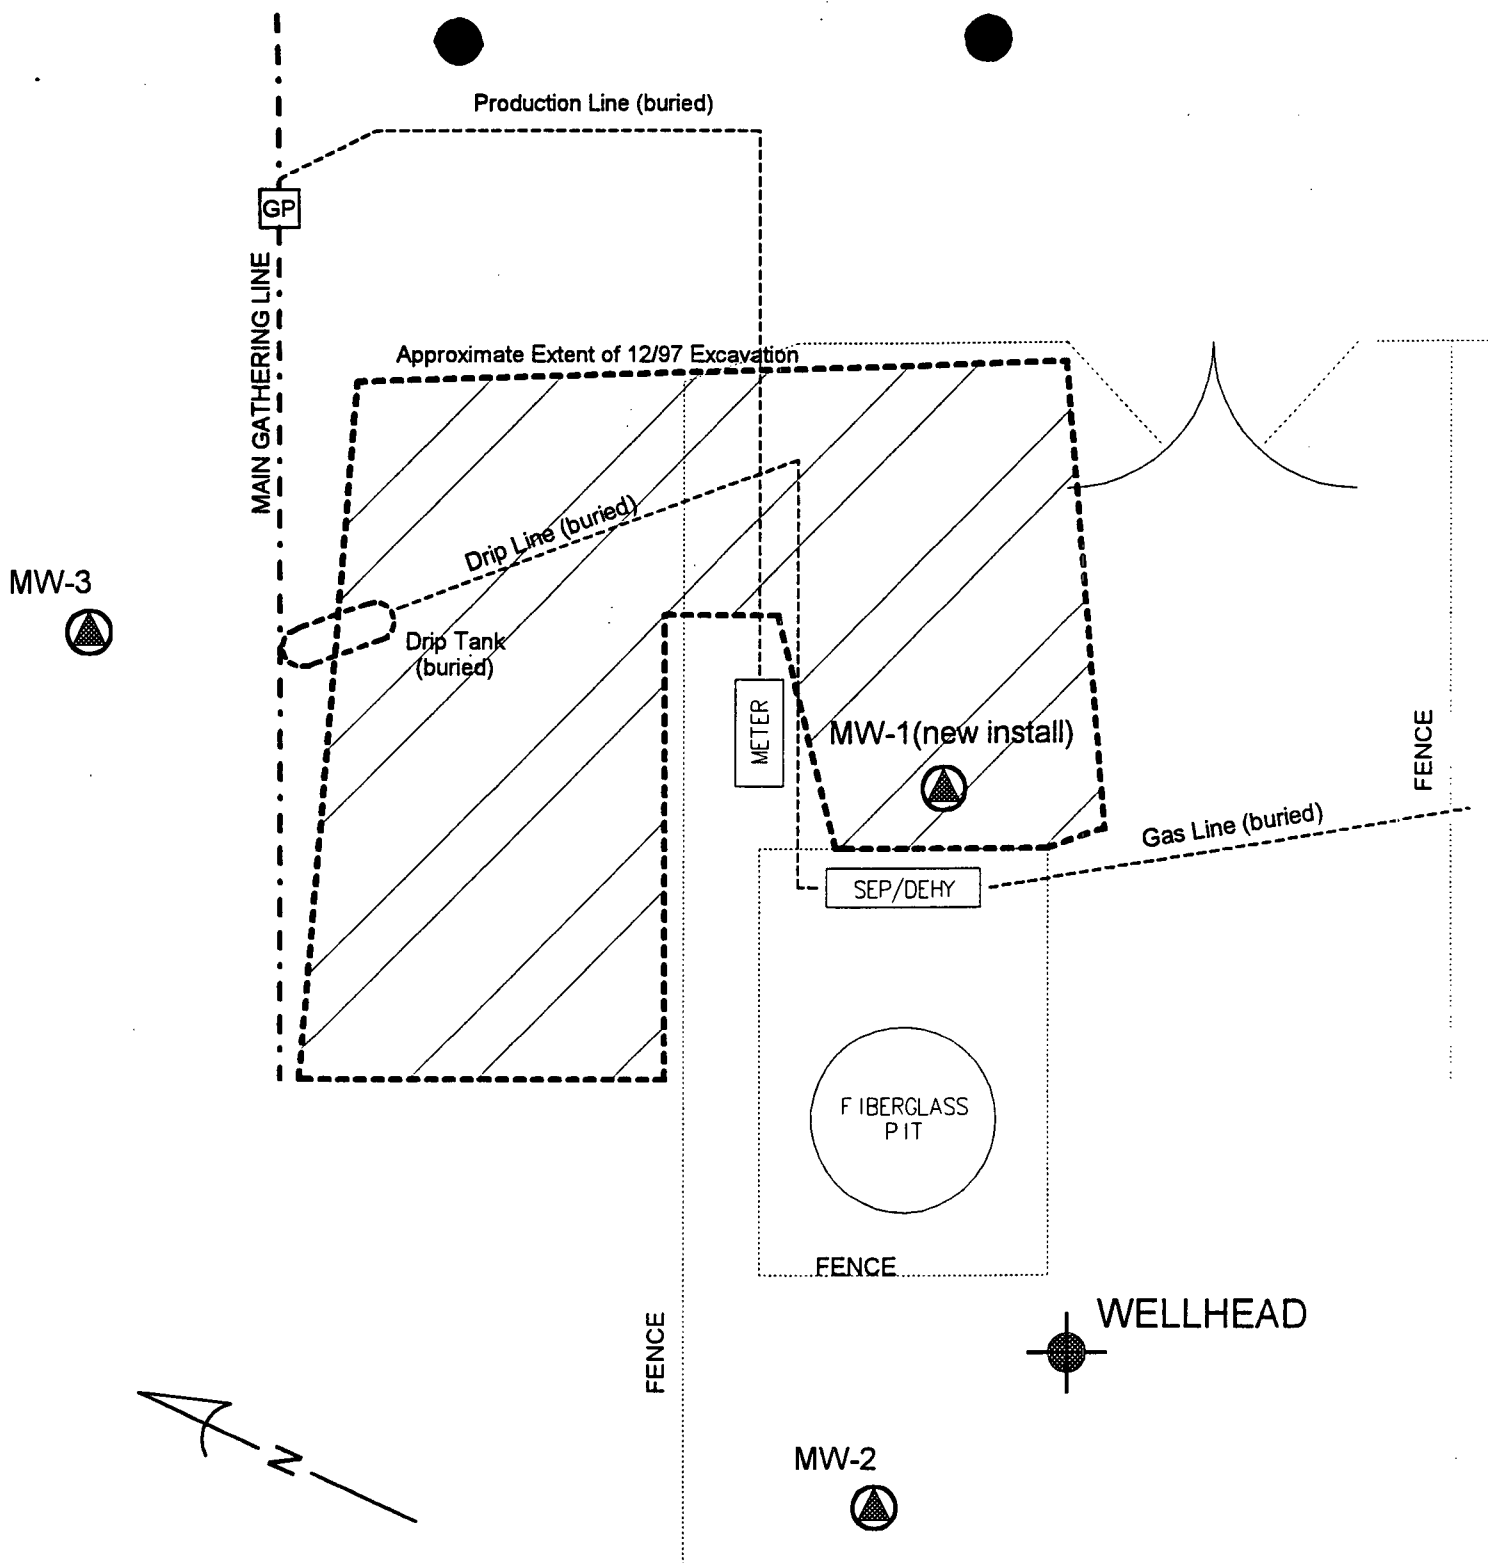 Production Line (buried)
GP
MAIN GATHERING LINE
Approximate Extent of 12/97 Excavation
Drip Line (buried)
MW-3
Drip Tank
(buried)
METER
MW-1(new install)
FENCE
Gas Line (buried)
SEP/DEHY
FIBERGLASS
PIT
FENCE
WELLHEAD
FENCE
N
MW-2